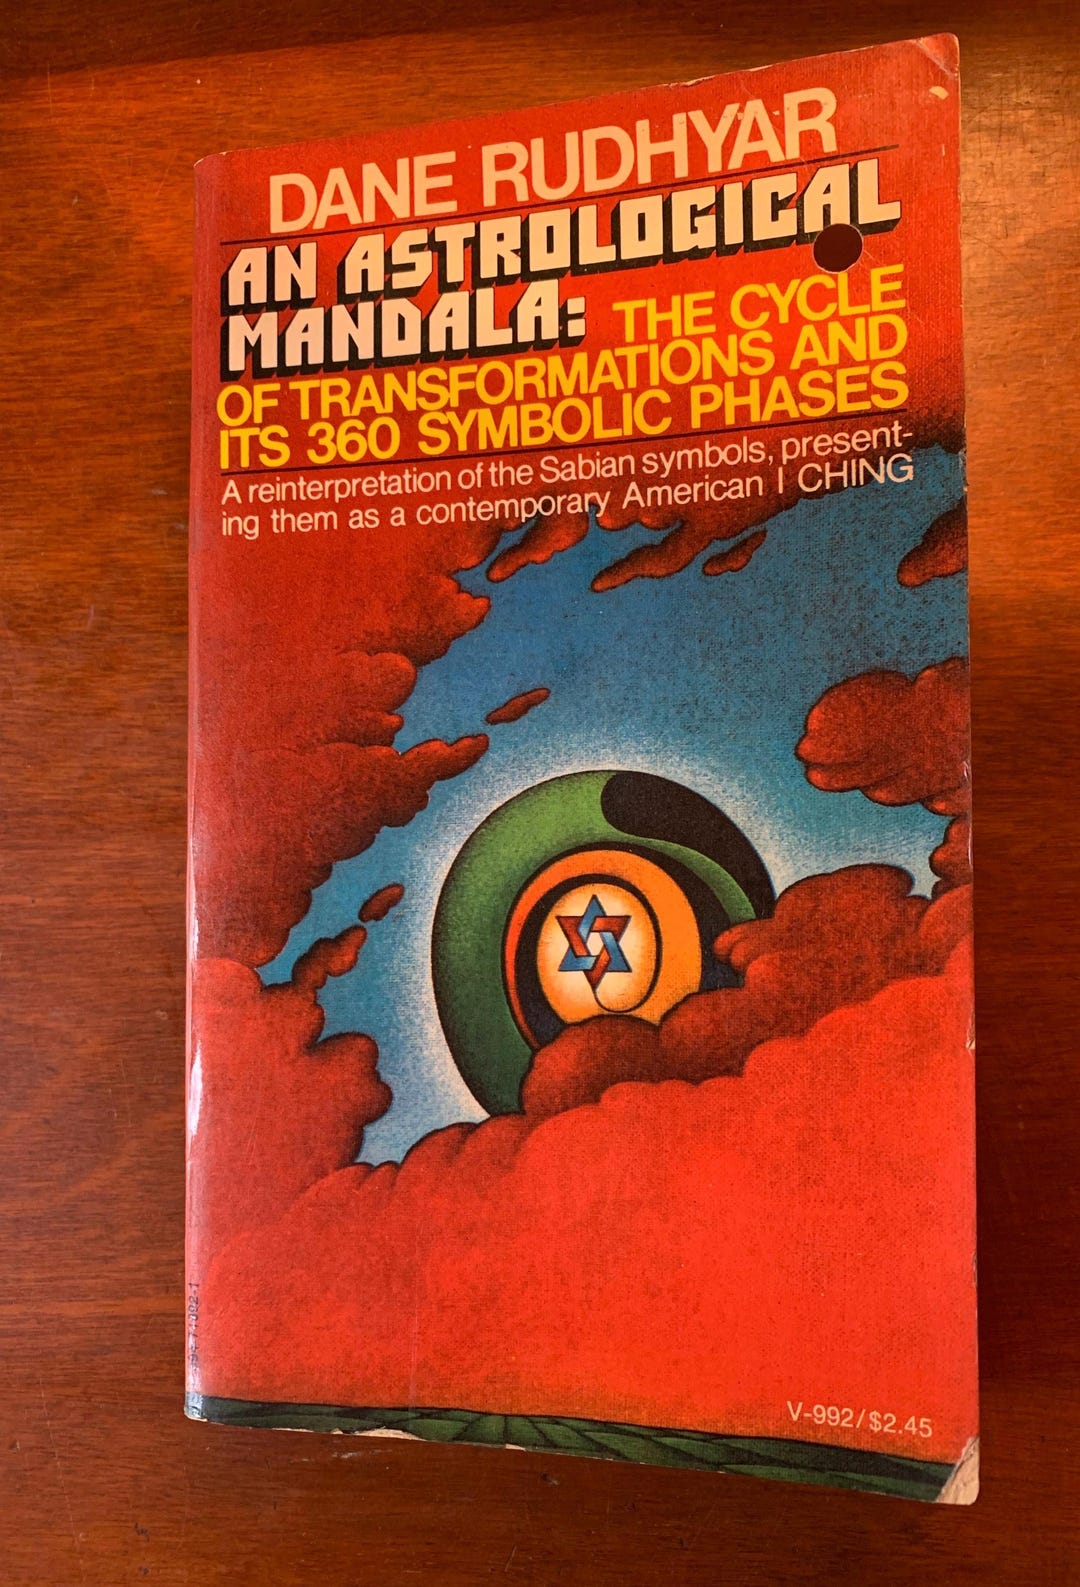 DANE RUDHYAR
AN ASTROLOGICAL
MANDALA: THE CYCLE
OF TRANSFORMATIONS AND
ITS 360 SYMBOLIC PHASES
A reinterpretation of the Sabian symbols, present-
ing them as a contemporary American I CHING
V-992/$2.45